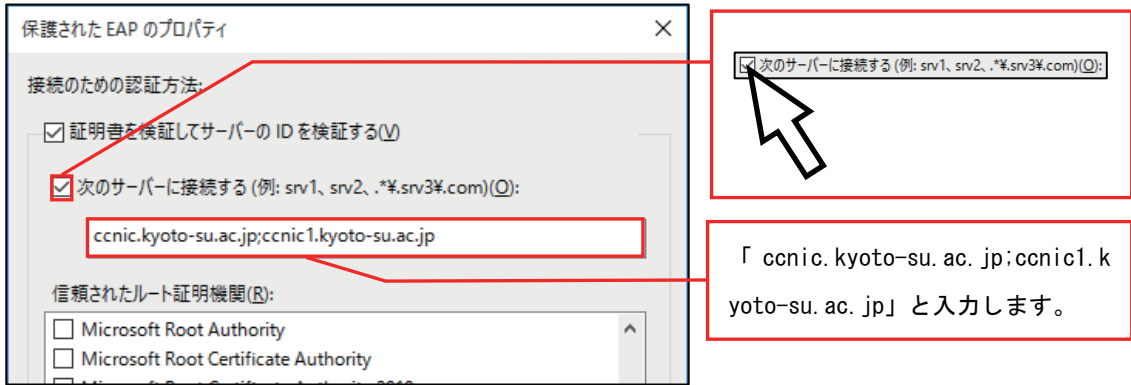 保護された EAP のプロパティ
接続のための認証方法:
証明書を検証してサーバーの ID を検証する(V)
次のサーバーに接続する (例: srv1、srv2、.*¥.srv3¥.com)(O):
ccnic.kyoto-su.ac.jp;ccnic1.kyoto-su.ac.jp
信頼されたルート証明機関(R):
Microsoft Root Authority
Microsoft Root Certificate Authority
次のサーバーに接続する (例: srv1、srv2、.*¥.srv3¥.com)(O):
「 ccnic.kyoto-su.ac.jp;ccnic1.k
yoto-su.ac.jp」と入力します。